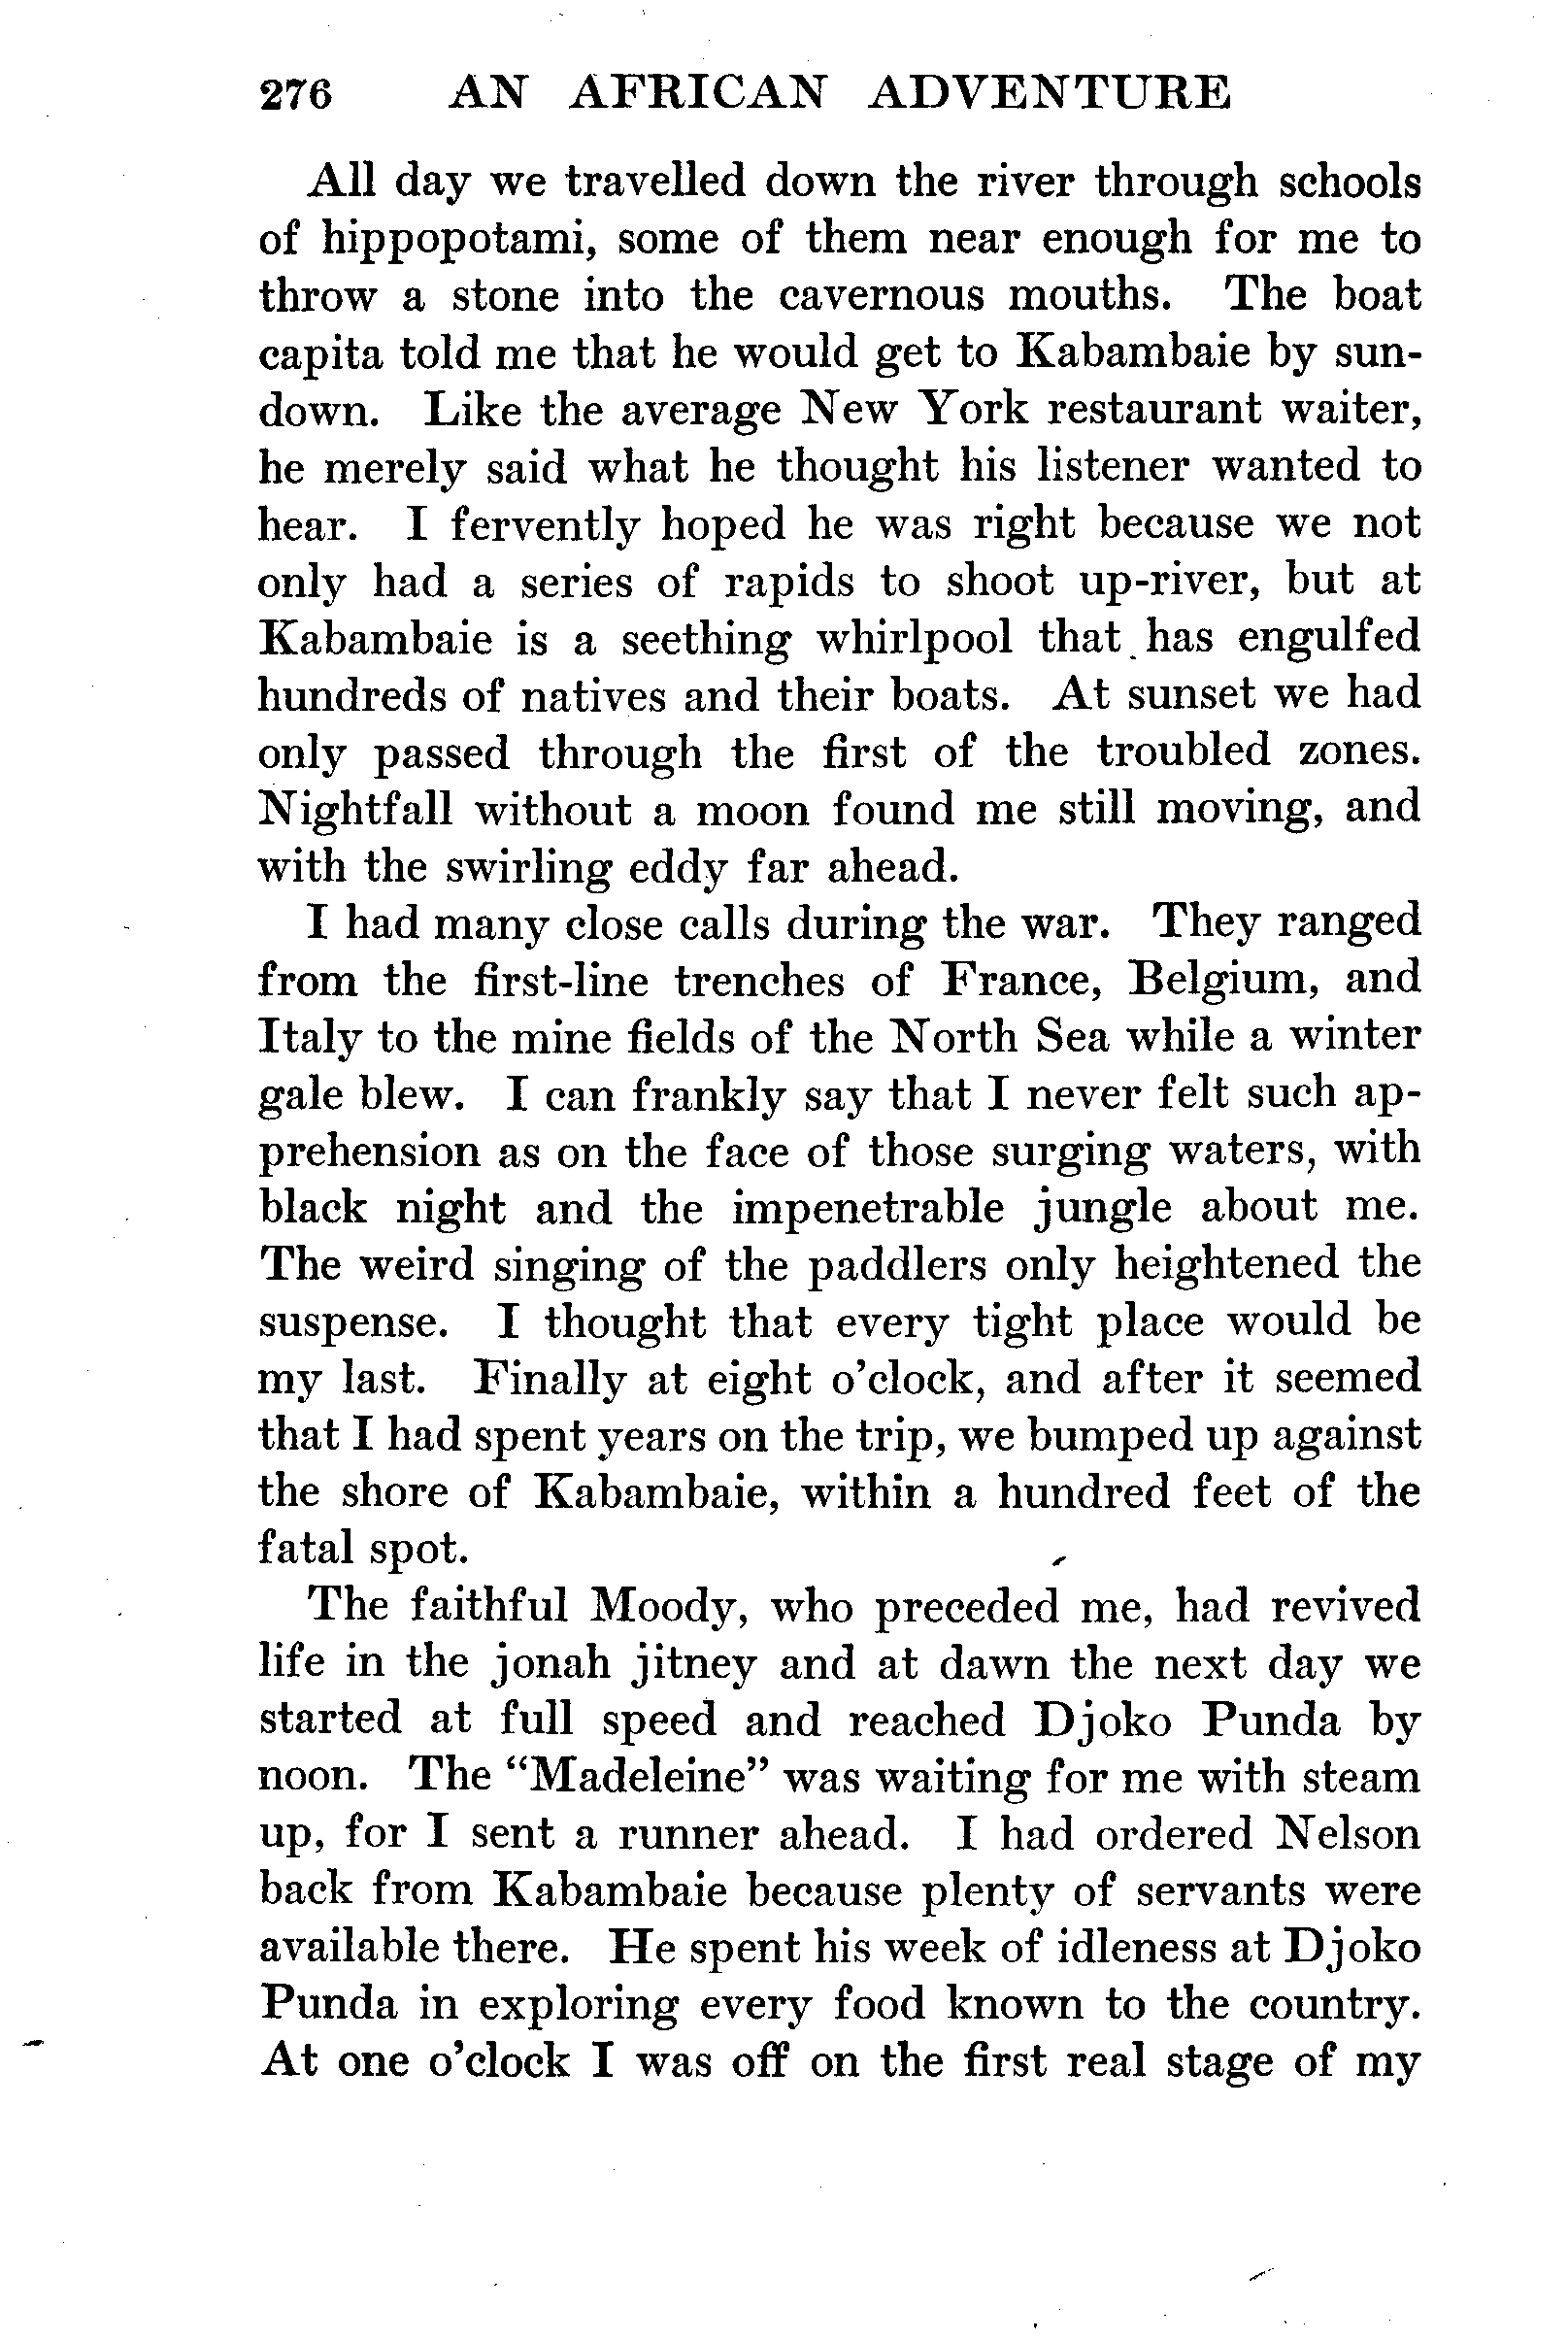 276 AN AFRICAN ADVENTURE
All day we travelled down the river through schools
of hippopotami, some of them near enough for me to
throw a stone into the cavernous mouths. The boat
capita told me that he would get to Kabambaie by sun-
down. Like the average New York restaurant waiter,
he merely said what he thought his listener wanted to
hear. I fervently hoped he was right because we not
only had a series of rapids to shoot up-river, but at
Kabambaie is a seething whirlpool that has engulfed
hundreds of natives and their boats. At sunset we had
only passed through the first of the troubled zones.
Nightfall without a moon found me still moving, and
with the swirling eddy far ahead.
I had many close calls during the war. They ranged
from the first-line trenches of France, Belgium, and
Italy to the mine fields of the North Sea while a winter
gale blew. I can frankly say that I never felt such ap-
prehension as on the face of those surging waters, with
black night and the impenetrable jungle about me.
The weird singing of the paddlers only heightened the
suspense. I thought that every tight place would be
my last. Finally at eight o'clock, and after it seemed
that I had spent years on the trip, we bumped up against
the shore of Kabambaie, within a hundred feet of the
fatal spot.
The faithful Moody, who preceded me, had revived
life in the jonah jitney and at dawn the next day we
started at full speed and reached Djoko Punda by
noon. The "Madeleine" was waiting for me with steam
up, for I sent a runner ahead. I had ordered Nelson
back from Kabambaie because plenty of servants were
available there. He spent his week of idleness at Djoko
Punda in exploring every food known to the country.
At one o'clock I was off on the first real stage of my